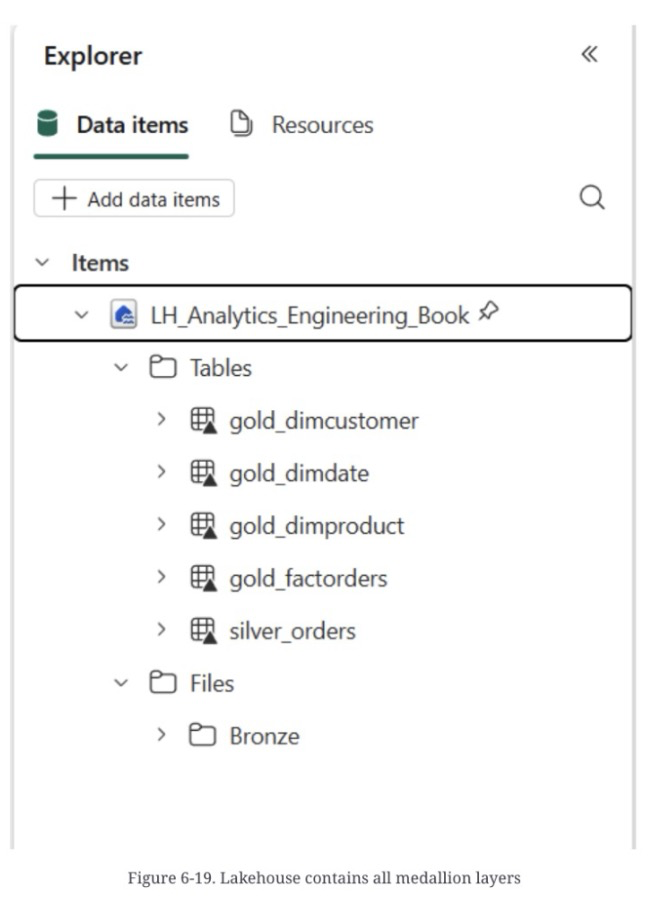 Explorer
Data items Resources
Add data items
Items
LH_Analytics_Engineering_Book
Tables
gold_dimcustomer
gold_dimdate
gold_dimproduct
gold_factorders
silver_orders
Files
Bronze
Figure 6-19. Lakehouse contains all medallion layers